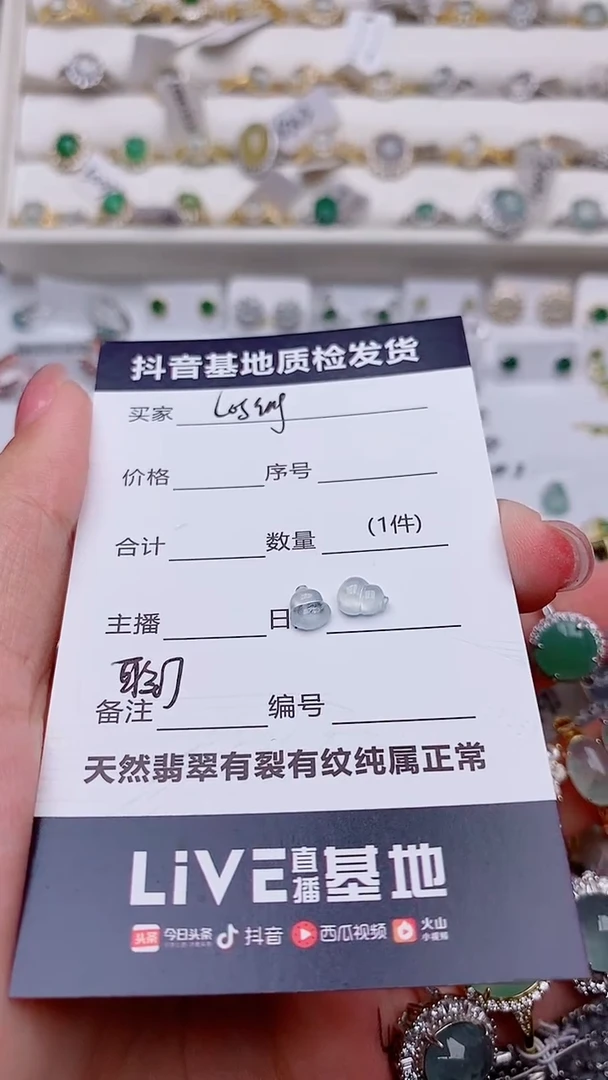 抖音基地质检发货
买家
价格 序号
合计 数量 (1件)
主播 日
备注 编号
天然翡翠有裂有纹纯属正常
LiVE直播基地
头条 今日头条 抖音 西瓜视频 火山小视频